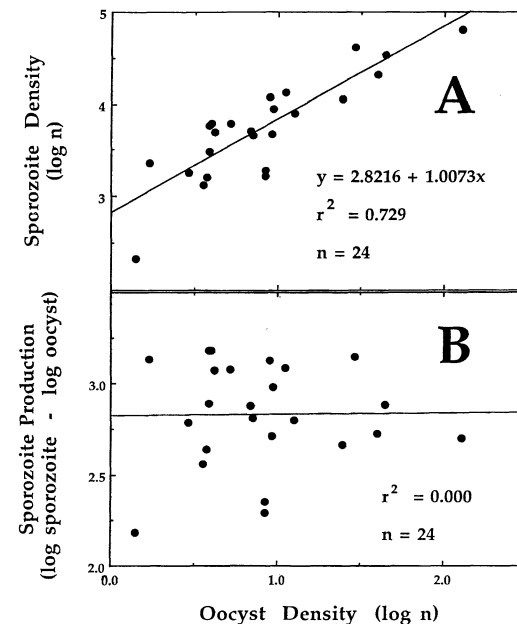 5
4
3
Sporozoite Density
(log n)
A
y = 2.8216 + 1.0073x
r² = 0.729
n = 24
3.0
2.5
2.0
Sporozoite Production
(log sporozoite - log oocyst)
B
r² = 0.000
n = 24
0.0 1.0 2.0
Oocyst Density (log n)